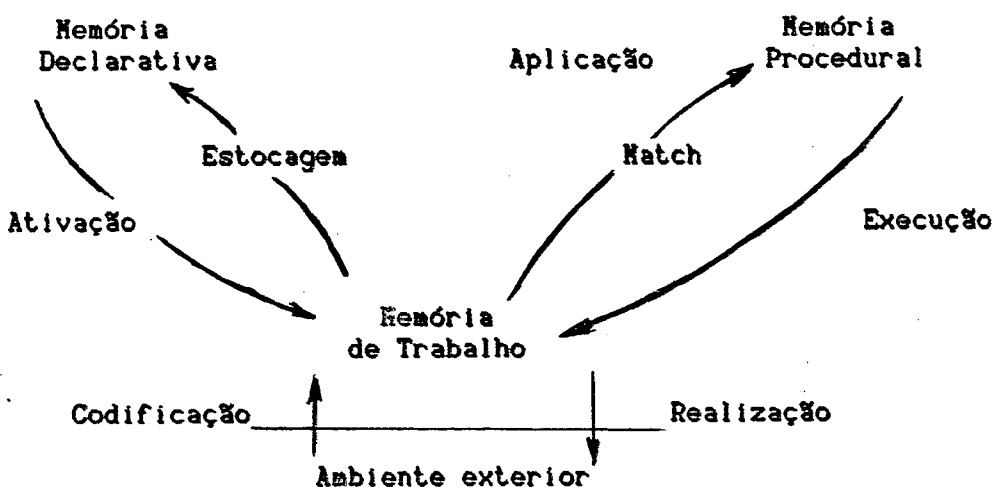 Memória
Declarativa
Aplicação
Memória
Procedural
Estocagem
Match
Ativação
Execução
Memória
de Trabalho
Codificação
Realização
Ambiente exterior